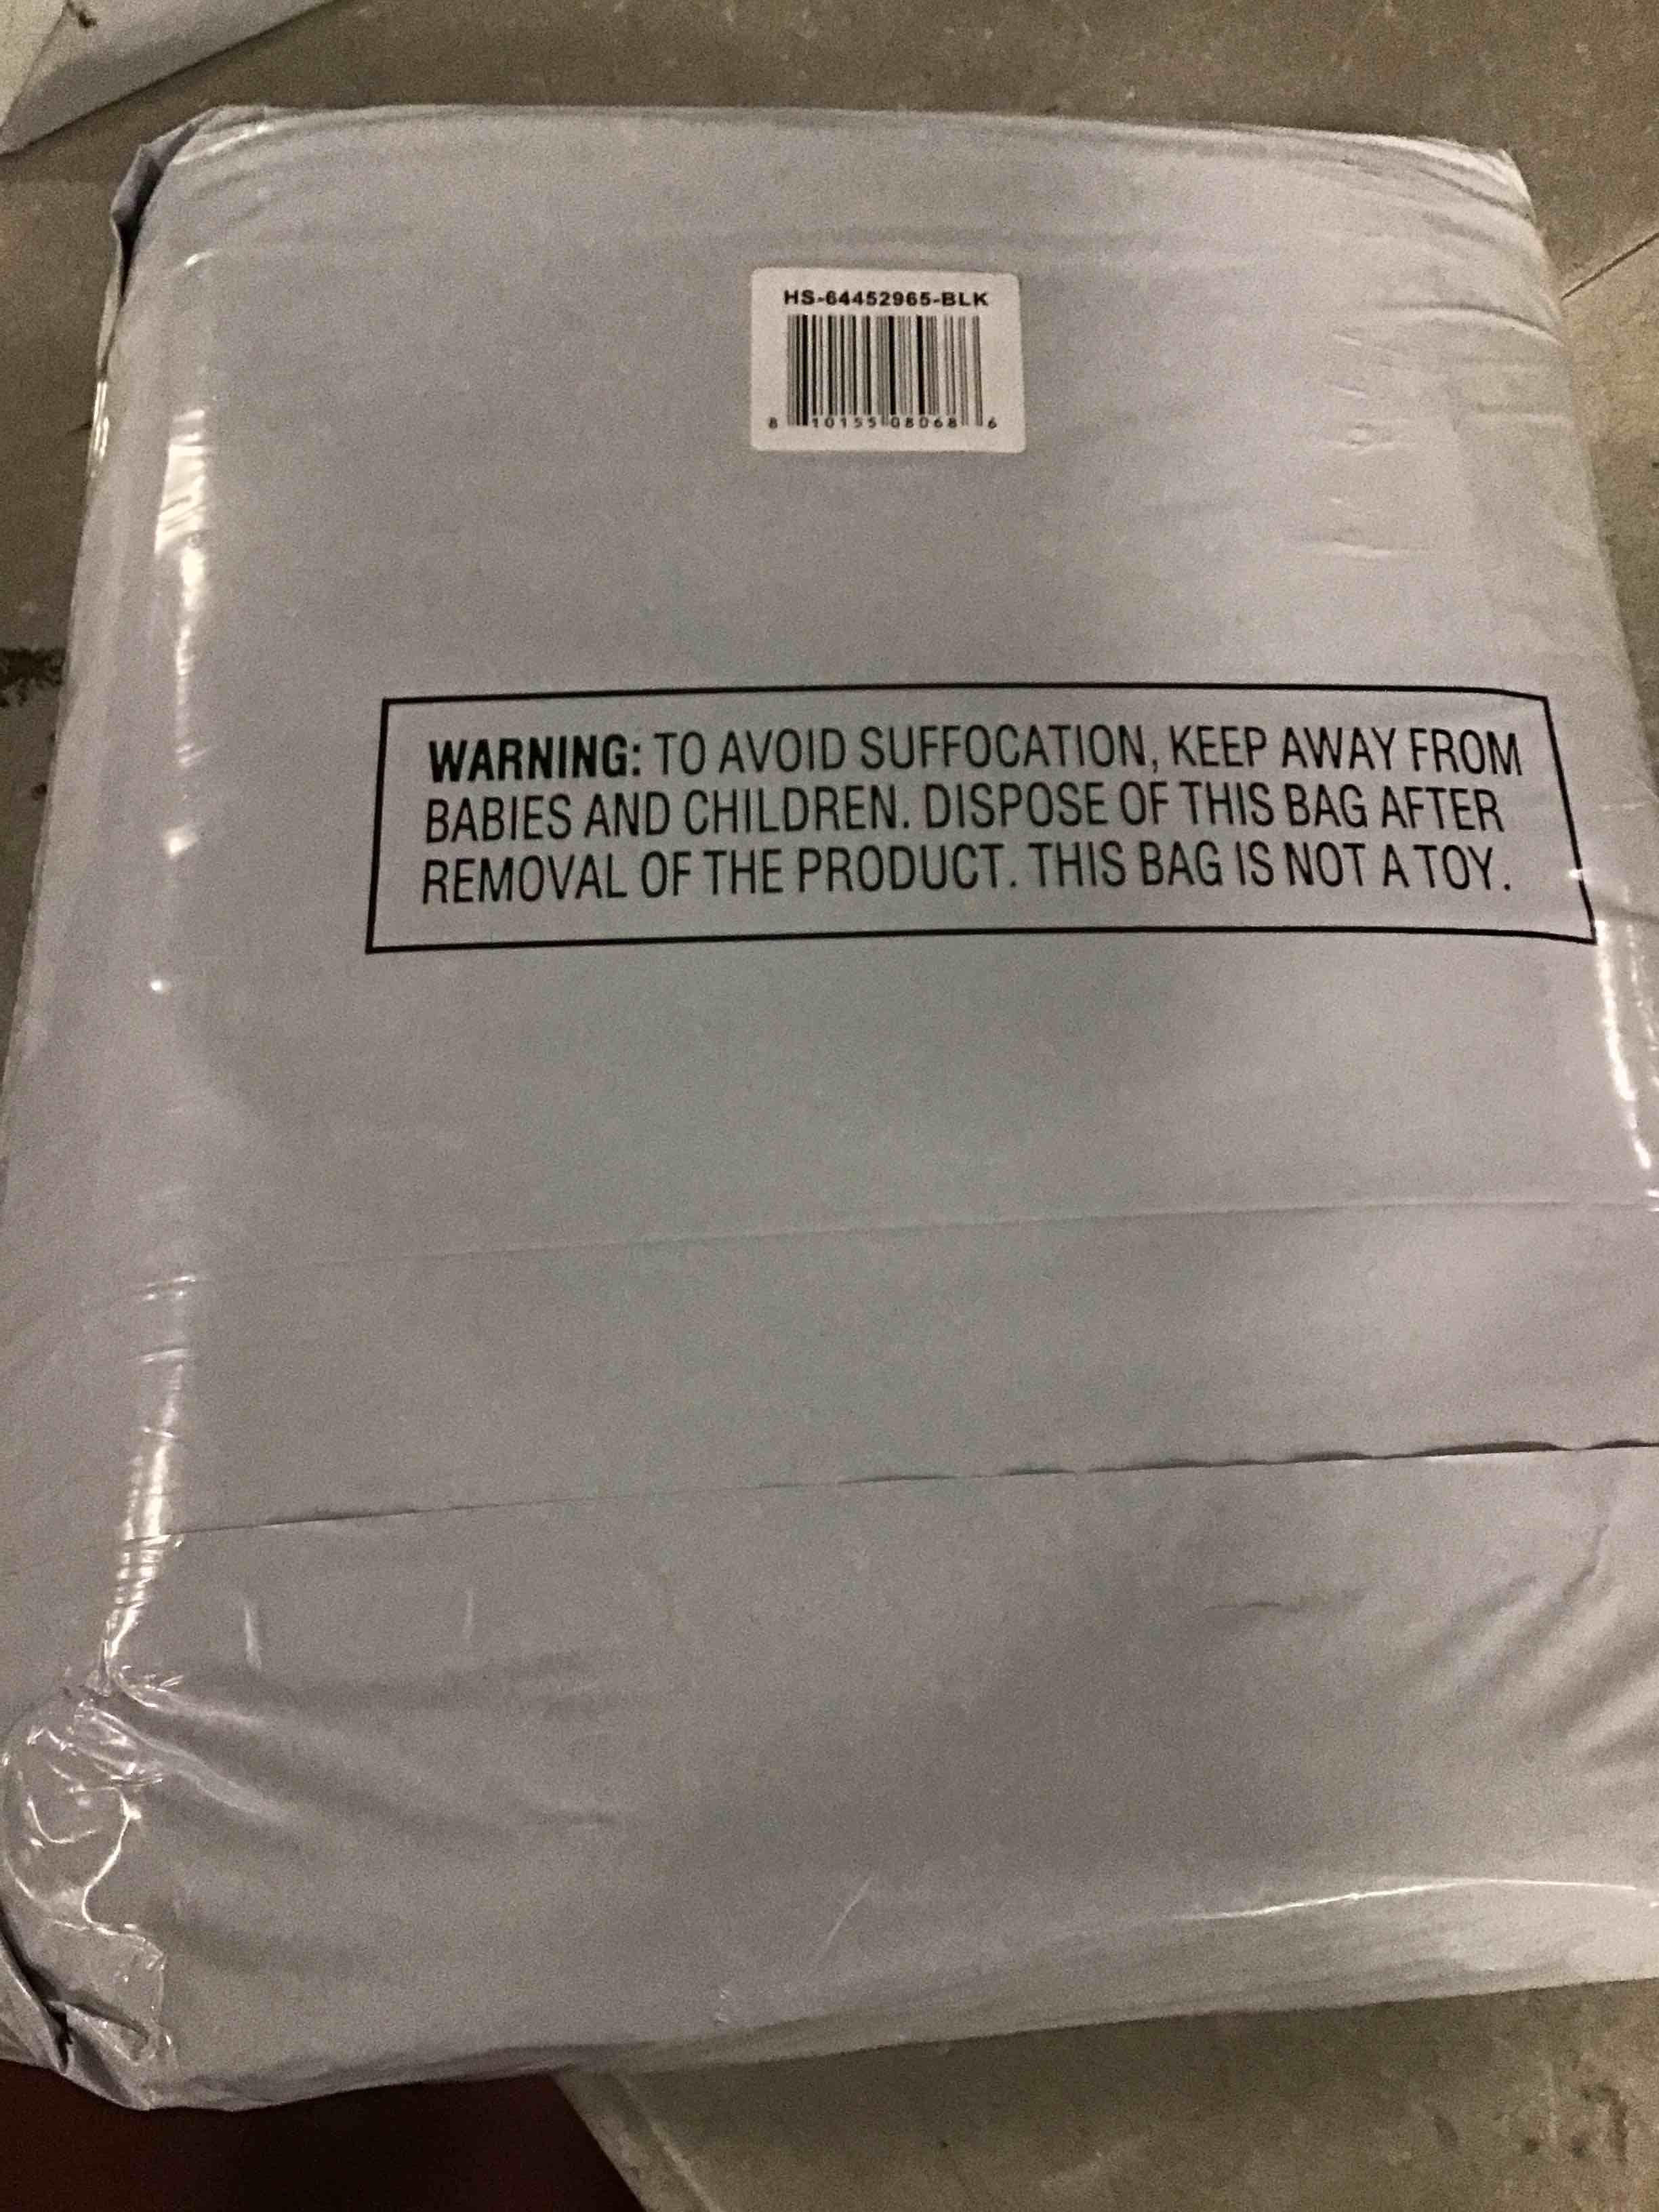 HS-64452965-BLK
8 10155 08068 6
WARNING: TO AVOID SUFFOCATION, KEEP AWAY FROM
BABIES AND CHILDREN. DISPOSE OF THIS BAG AFTER
REMOVAL OF THE PRODUCT. THIS BAG IS NOT A TOY.